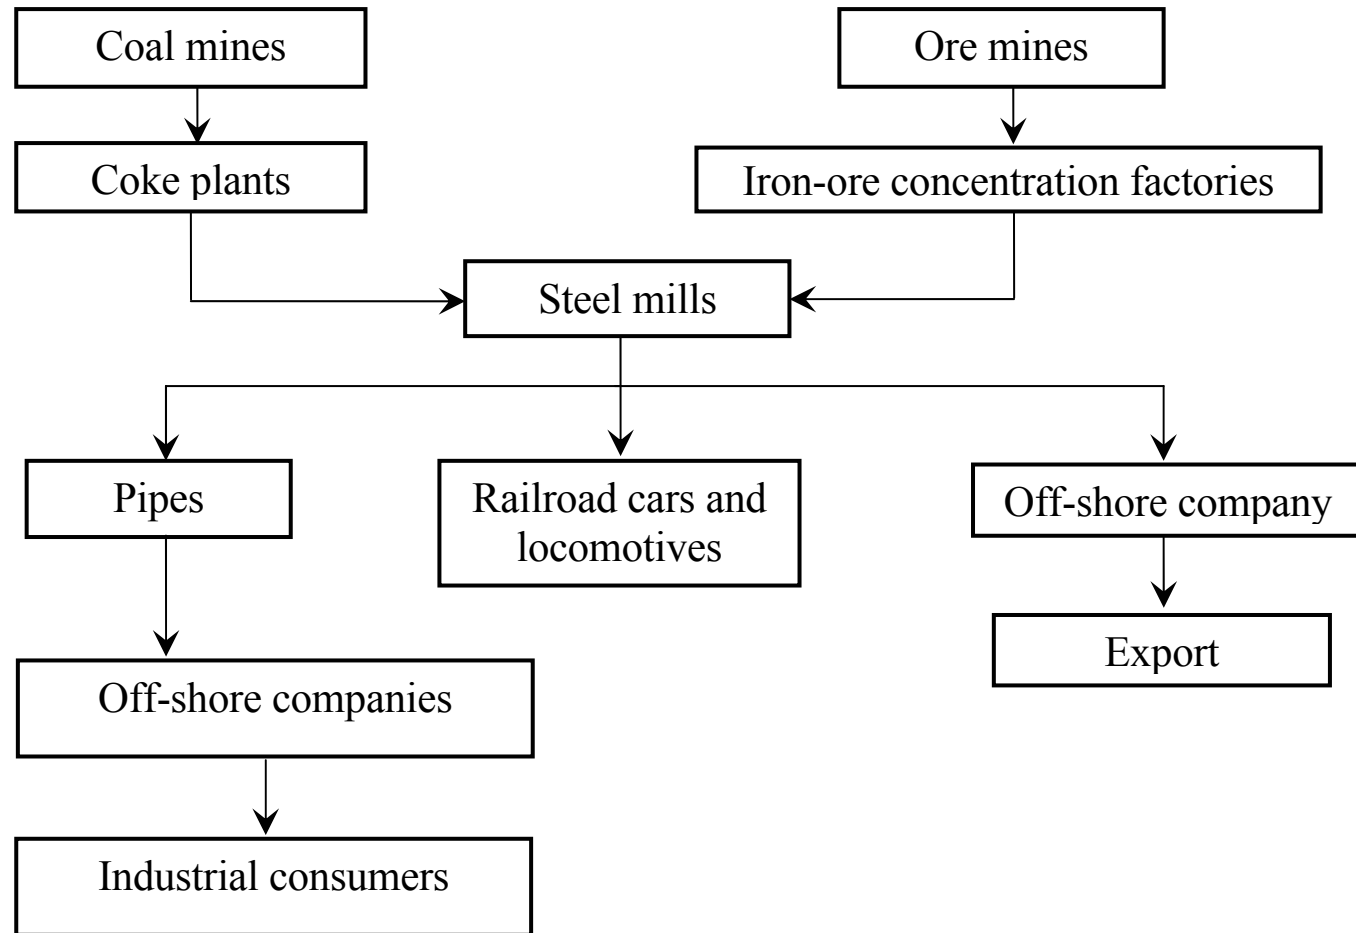 Coal mines
Ore mines
Coke plants
Iron-ore concentration factories
Steel mills
Pipes
Railroad cars and
locomotives
Off-shore company
Export
Off-shore companies
Industrial consumers